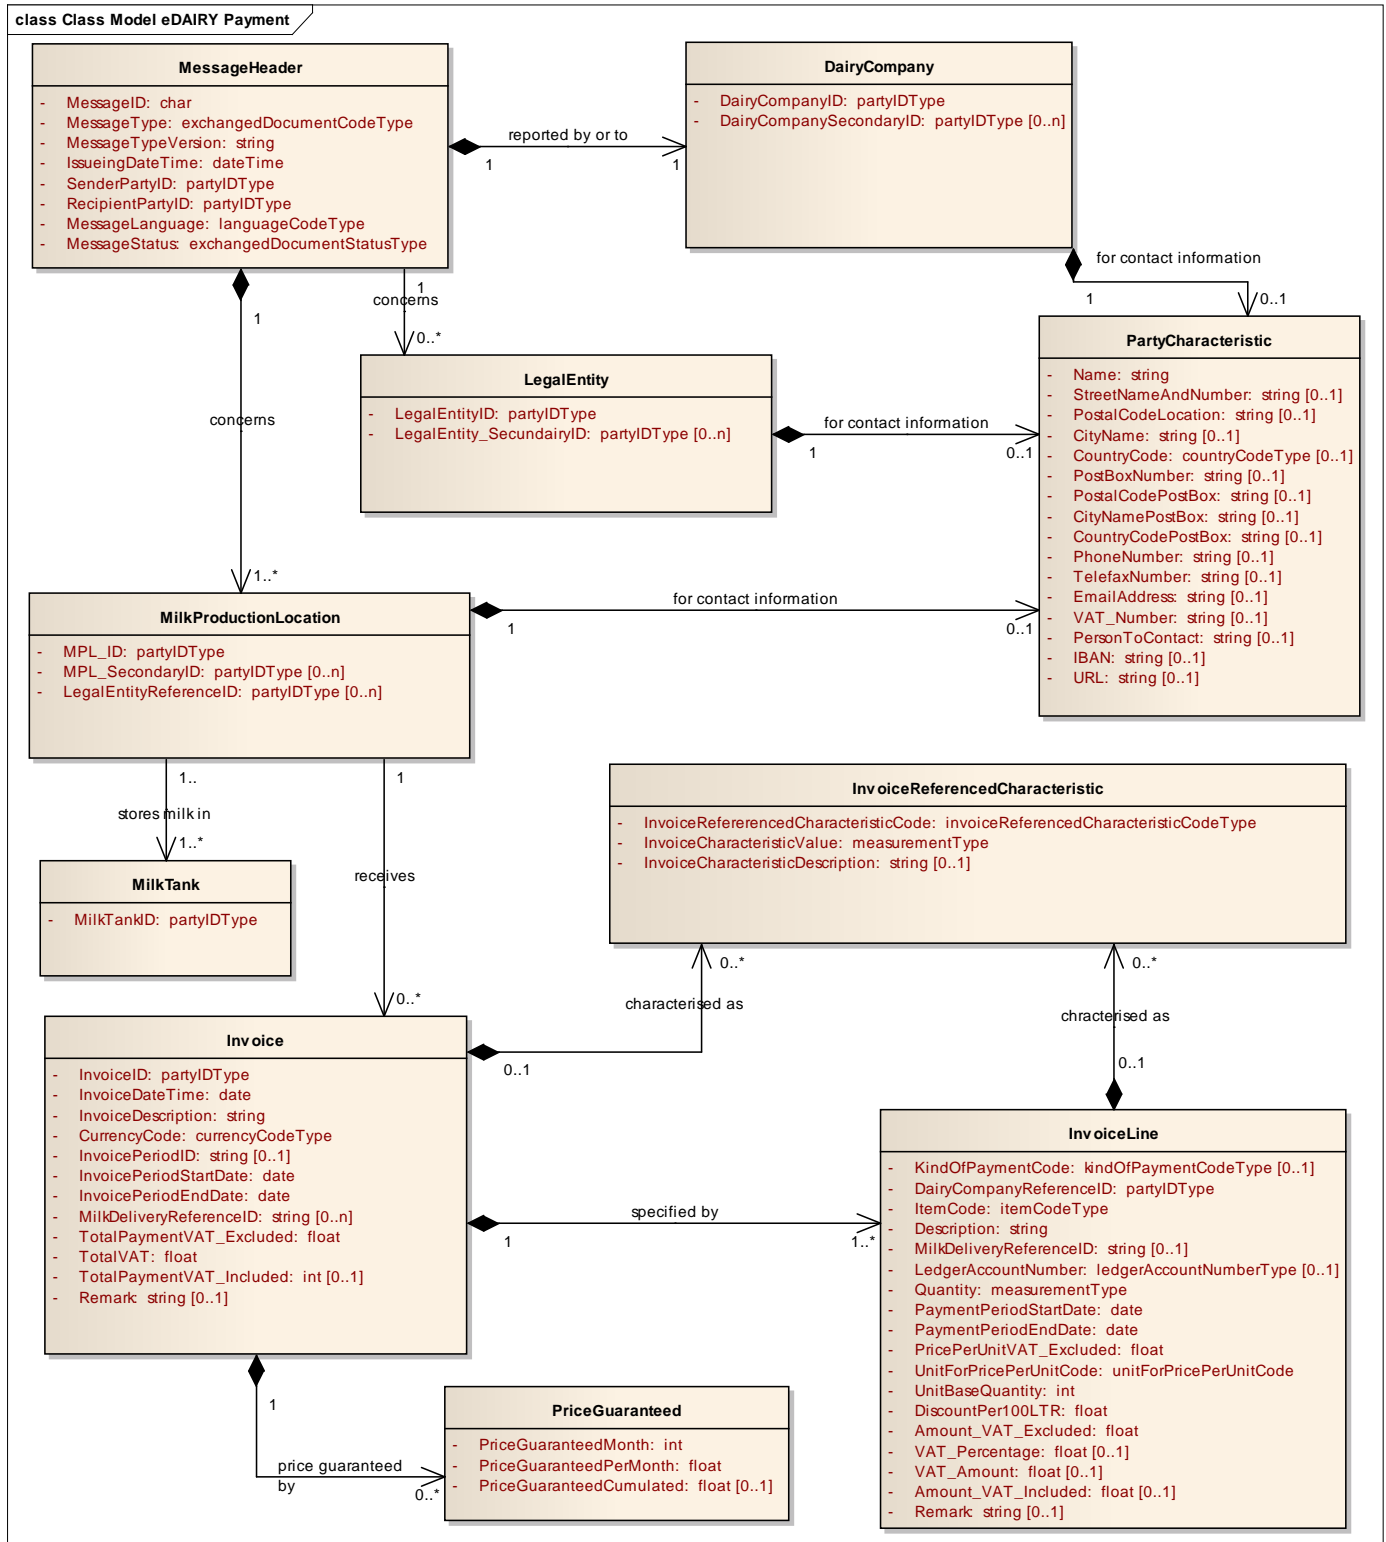 class Class Model eDAIRY Payment
MessageHeader
- MessageID: char
- MessageType: exchangedDocumentCodeType
- MessageTypeVersion: string
- IssueingDateTime: dateTime
- SenderPartyID: partyIDType
- RecipientPartyID: partyIDType
- MessageLanguage: languageCodeType
- MessageStatus: exchangedDocumentStatusType
reported by or to
1
1
DairyCompany
- DairyCompanyID: partyIDType
- DairyCompanySecondaryID: partyIDType [0..n]
for contact information
1
0..1
1
concerns
0..*
1
concerns
1..*
LegalEntity
- LegalEntityID: partyIDType
- LegalEntity_SecundairyID: partyIDType [0..n]
for contact information
1
0..1
PartyCharacteristic
- Name: string
- StreetNameAndNumber: string [0..1]
- PostalCodeLocation: string [0..1]
- CityName: string [0..1]
- CountryCode: countryCodeType [0..1]
- PostBoxNumber: string [0..1]
- PostalCodePostBox: string [0..1]
- CityNamePostBox: string [0..1]
- CountryCodePostBox: string [0..1]
- PhoneNumber: string [0..1]
- TelefaxNumber: string [0..1]
- EmailAddress: string [0..1]
- VAT_Number: string [0..1]
- PersonToContact: string [0..1]
- IBAN: string [0..1]
- URL: string [0..1]
MilkProductionLocation
- MPL_ID: partyIDType
- MPL_SecondaryID: partyIDType [0..n]
- LegalEntityReferenceID: partyIDType [0..n]
for contact information
1
0..1
1..
stores milk in
1..*
1
receives
0..*
MilkTank
- MilkTankID: partyIDType
InvoiceReferencedCharacteristic
- InvoiceRefererencedCharacteristicCode: invoiceReferencedCharacteristicCodeType
- InvoiceCharacteristicValue: measurementType
- InvoiceCharacteristicDescription: string [0..1]
0..*
characterised as
0..1
0..*
chracterised as
0..1
Invoice
- InvoiceID: partyIDType
- InvoiceDateTime: date
- InvoiceDescription: string
- CurrencyCode: currencyCodeType
- InvoicePeriodID: string [0..1]
- InvoicePeriodStartDate: date
- InvoicePeriodEndDate: date
- MilkDeliveryReferenceID: string [0..n]
- TotalPaymentVAT_Excluded: float
- TotalVAT: float
- TotalPaymentVAT_Included: int [0..1]
- Remark: string [0..1]
specified by
1
1..*
InvoiceLine
- KindOfPaymentCode: kindOfPaymentCodeType [0..1]
- DairyCompanyReferenceID: partyIDType
- ItemCode: itemCodeType
- Description: string
- MilkDeliveryReferenceID: string [0..1]
- LedgerAccountNumber: ledgerAccountNumberType [0..1]
- Quantity: measurementType
- PaymentPeriodStartDate: date
- PaymentPeriodEndDate: date
- PricePerUnitVAT_Excluded: float
- UnitForPricePerUnitCode: unitForPricePerUnitCode
- UnitBaseQuantity: int
- DiscountPer100LTR: float
- Amount_VAT_Excluded: float
- VAT_Percentage: float [0..1]
- VAT_Amount: float [0..1]
- Amount_VAT_Included: float [0..1]
- Remark: string [0..1]
1
price guaranteed
by
0..*
PriceGuaranteed
- PriceGuaranteedMonth: int
- PriceGuaranteedPerMonth: float
- PriceGuaranteedCumulated: float [0..1]